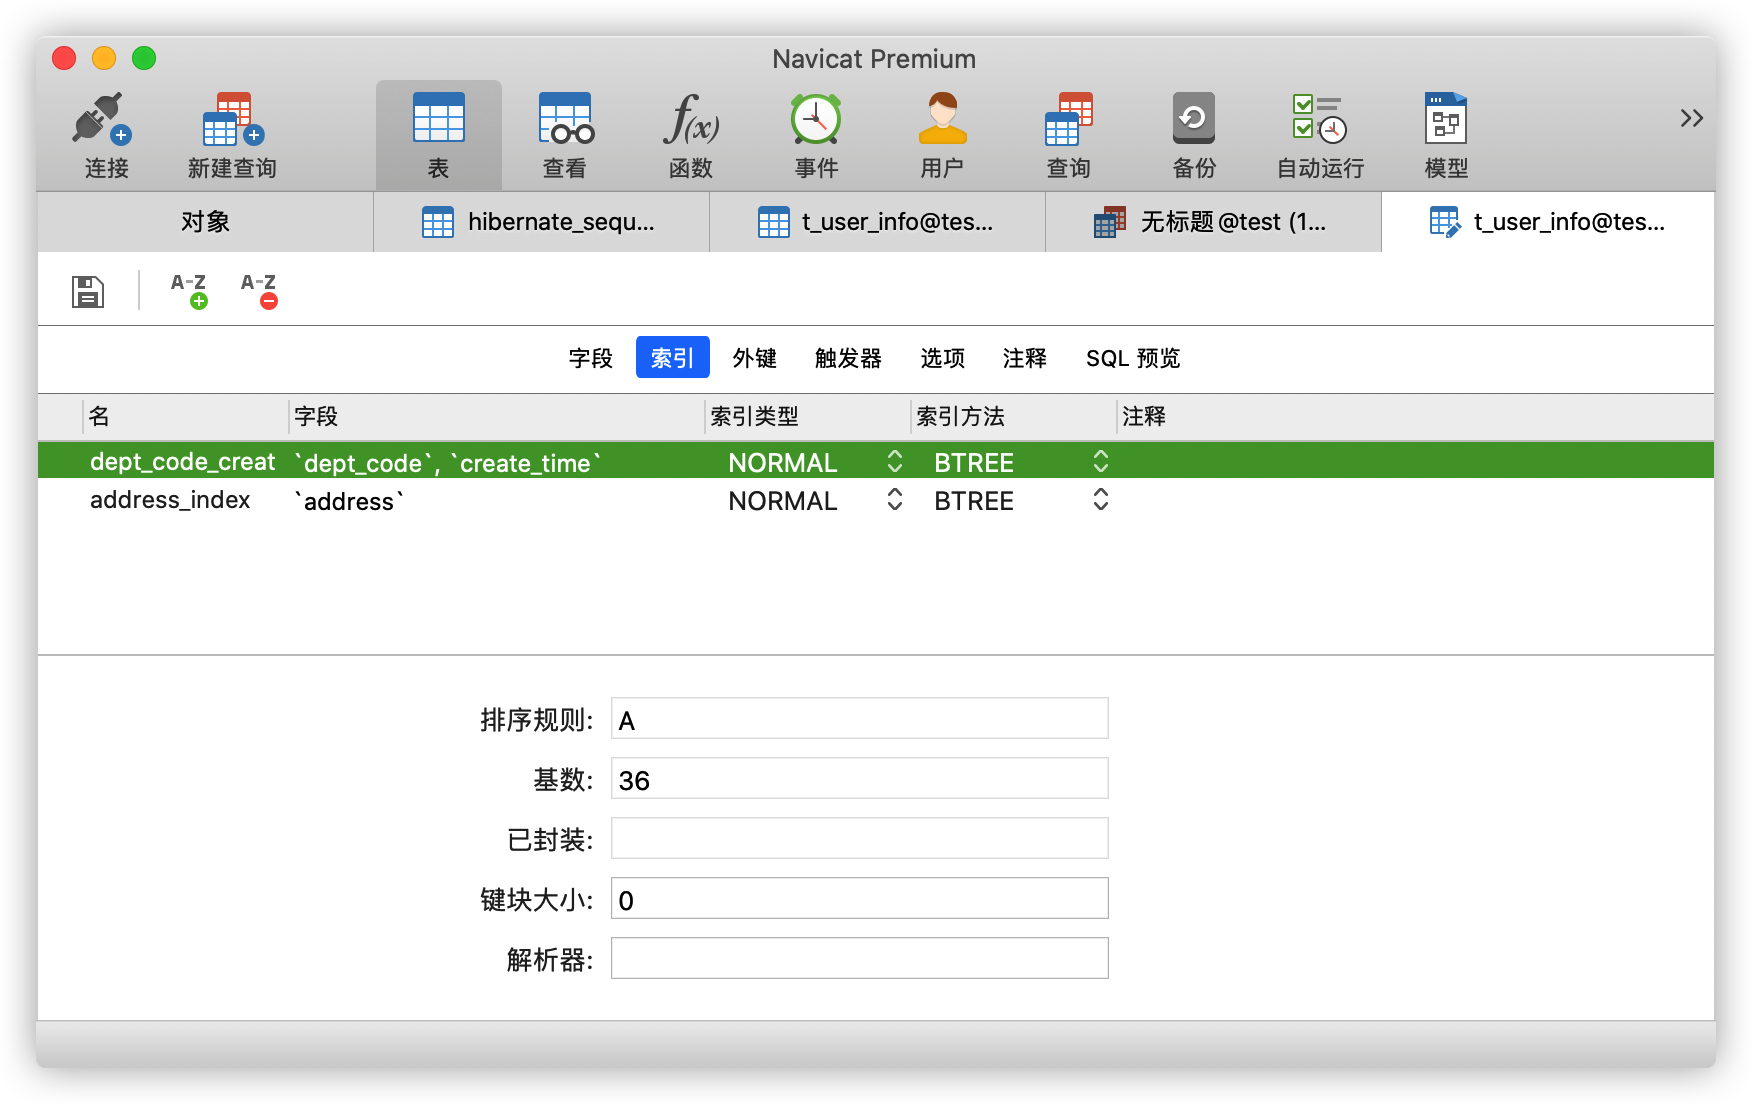 Navicat Premium
连接 新建查询 表 查看 函数 事件 用户 查询 备份 自动运行 模型
对象 hibernate_sequ... t_user_info@tes... 无标题@test (1... t_user_info@tes...
A-Z A-Z
字段 索引 外键 触发器 选项 注释 SQL 预览
名 字段 索引类型 索引方法 注释
dept_code_creat `dept_code`, `create_time` NORMAL BTREE
address_index `address` NORMAL BTREE
排序规则: A
基数: 36
已封装:
键块大小: 0
解析器: